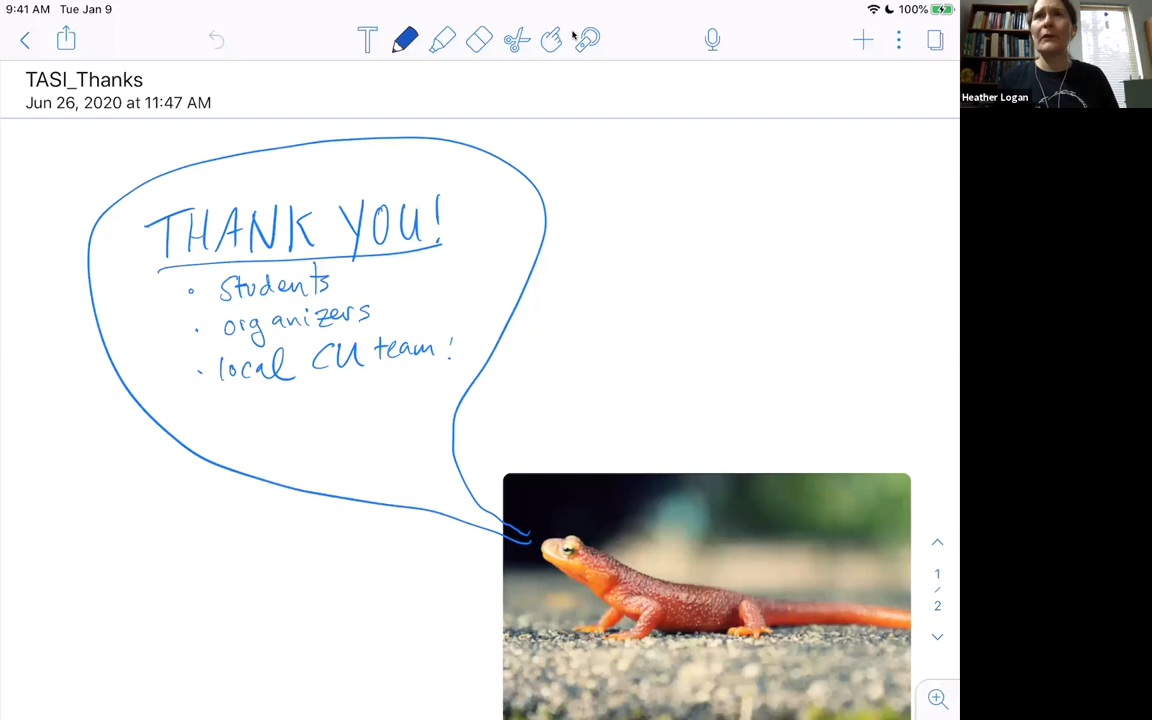 9:41 AM Tue Jan 9
100%
Heather Logan
TASI_Thanks
Jun 26, 2020 at 11:47 AM
THANK YOU!
• students
• organizers
• local CU team!
1
/
2